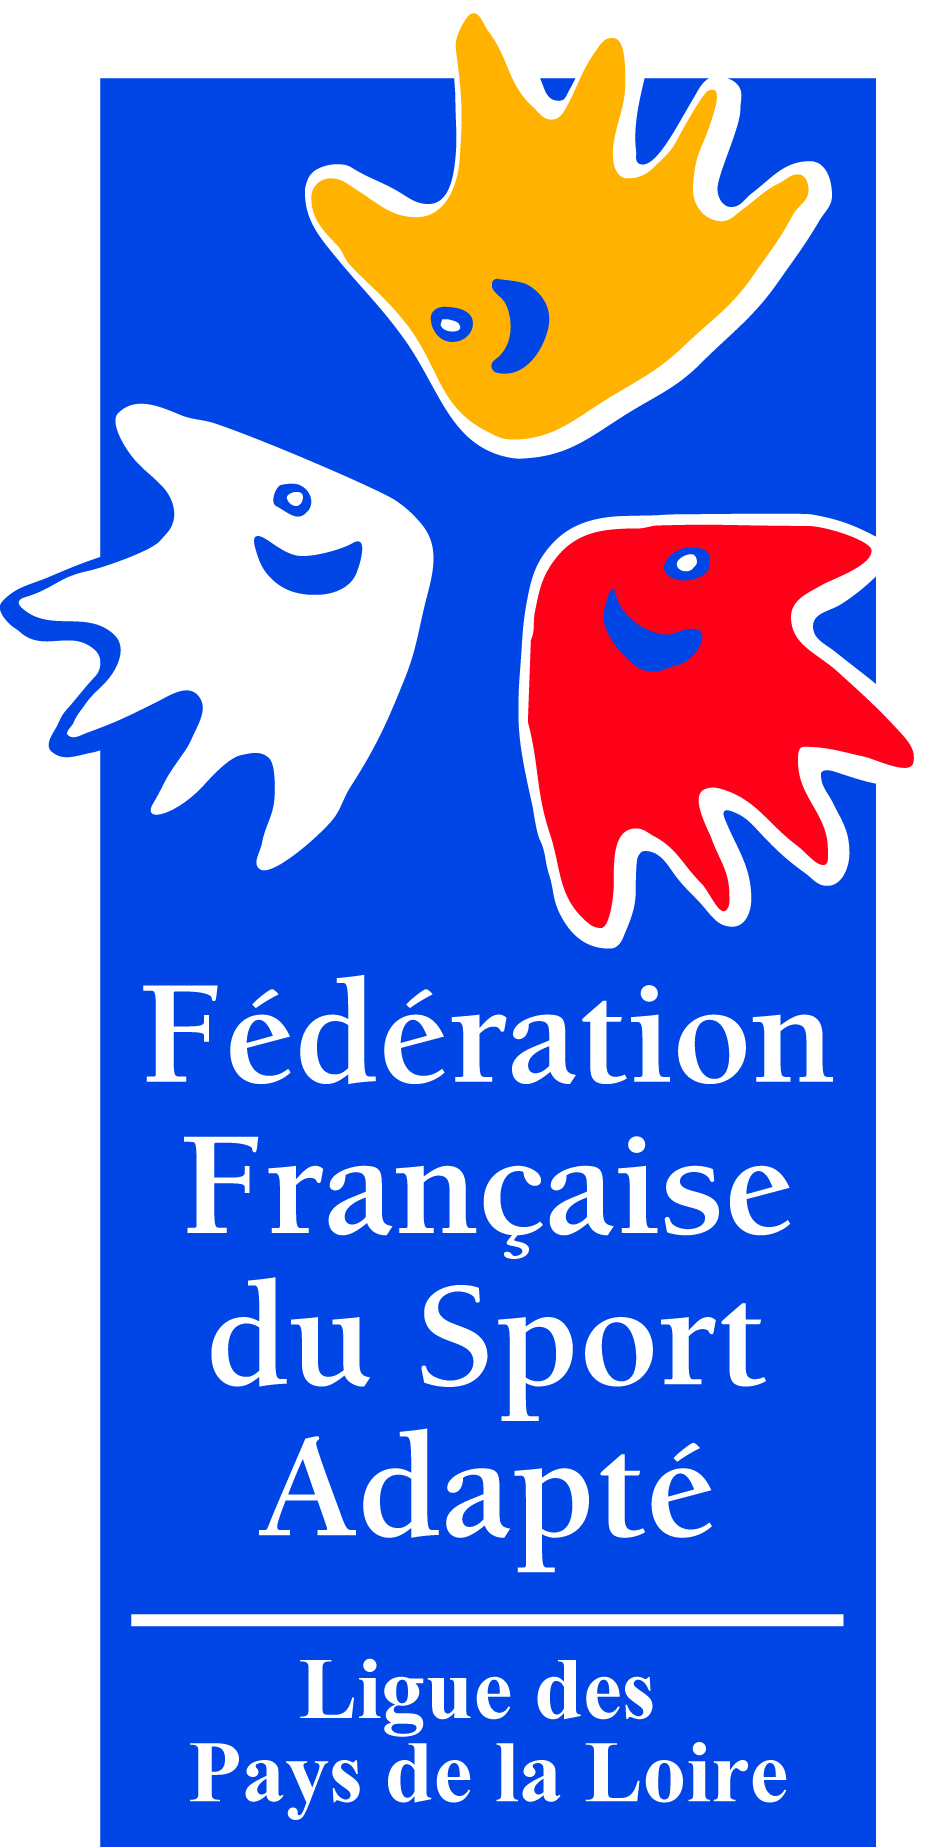 Fédération
Française
du Sport
Adapté
Ligue des
Pays de la Loire